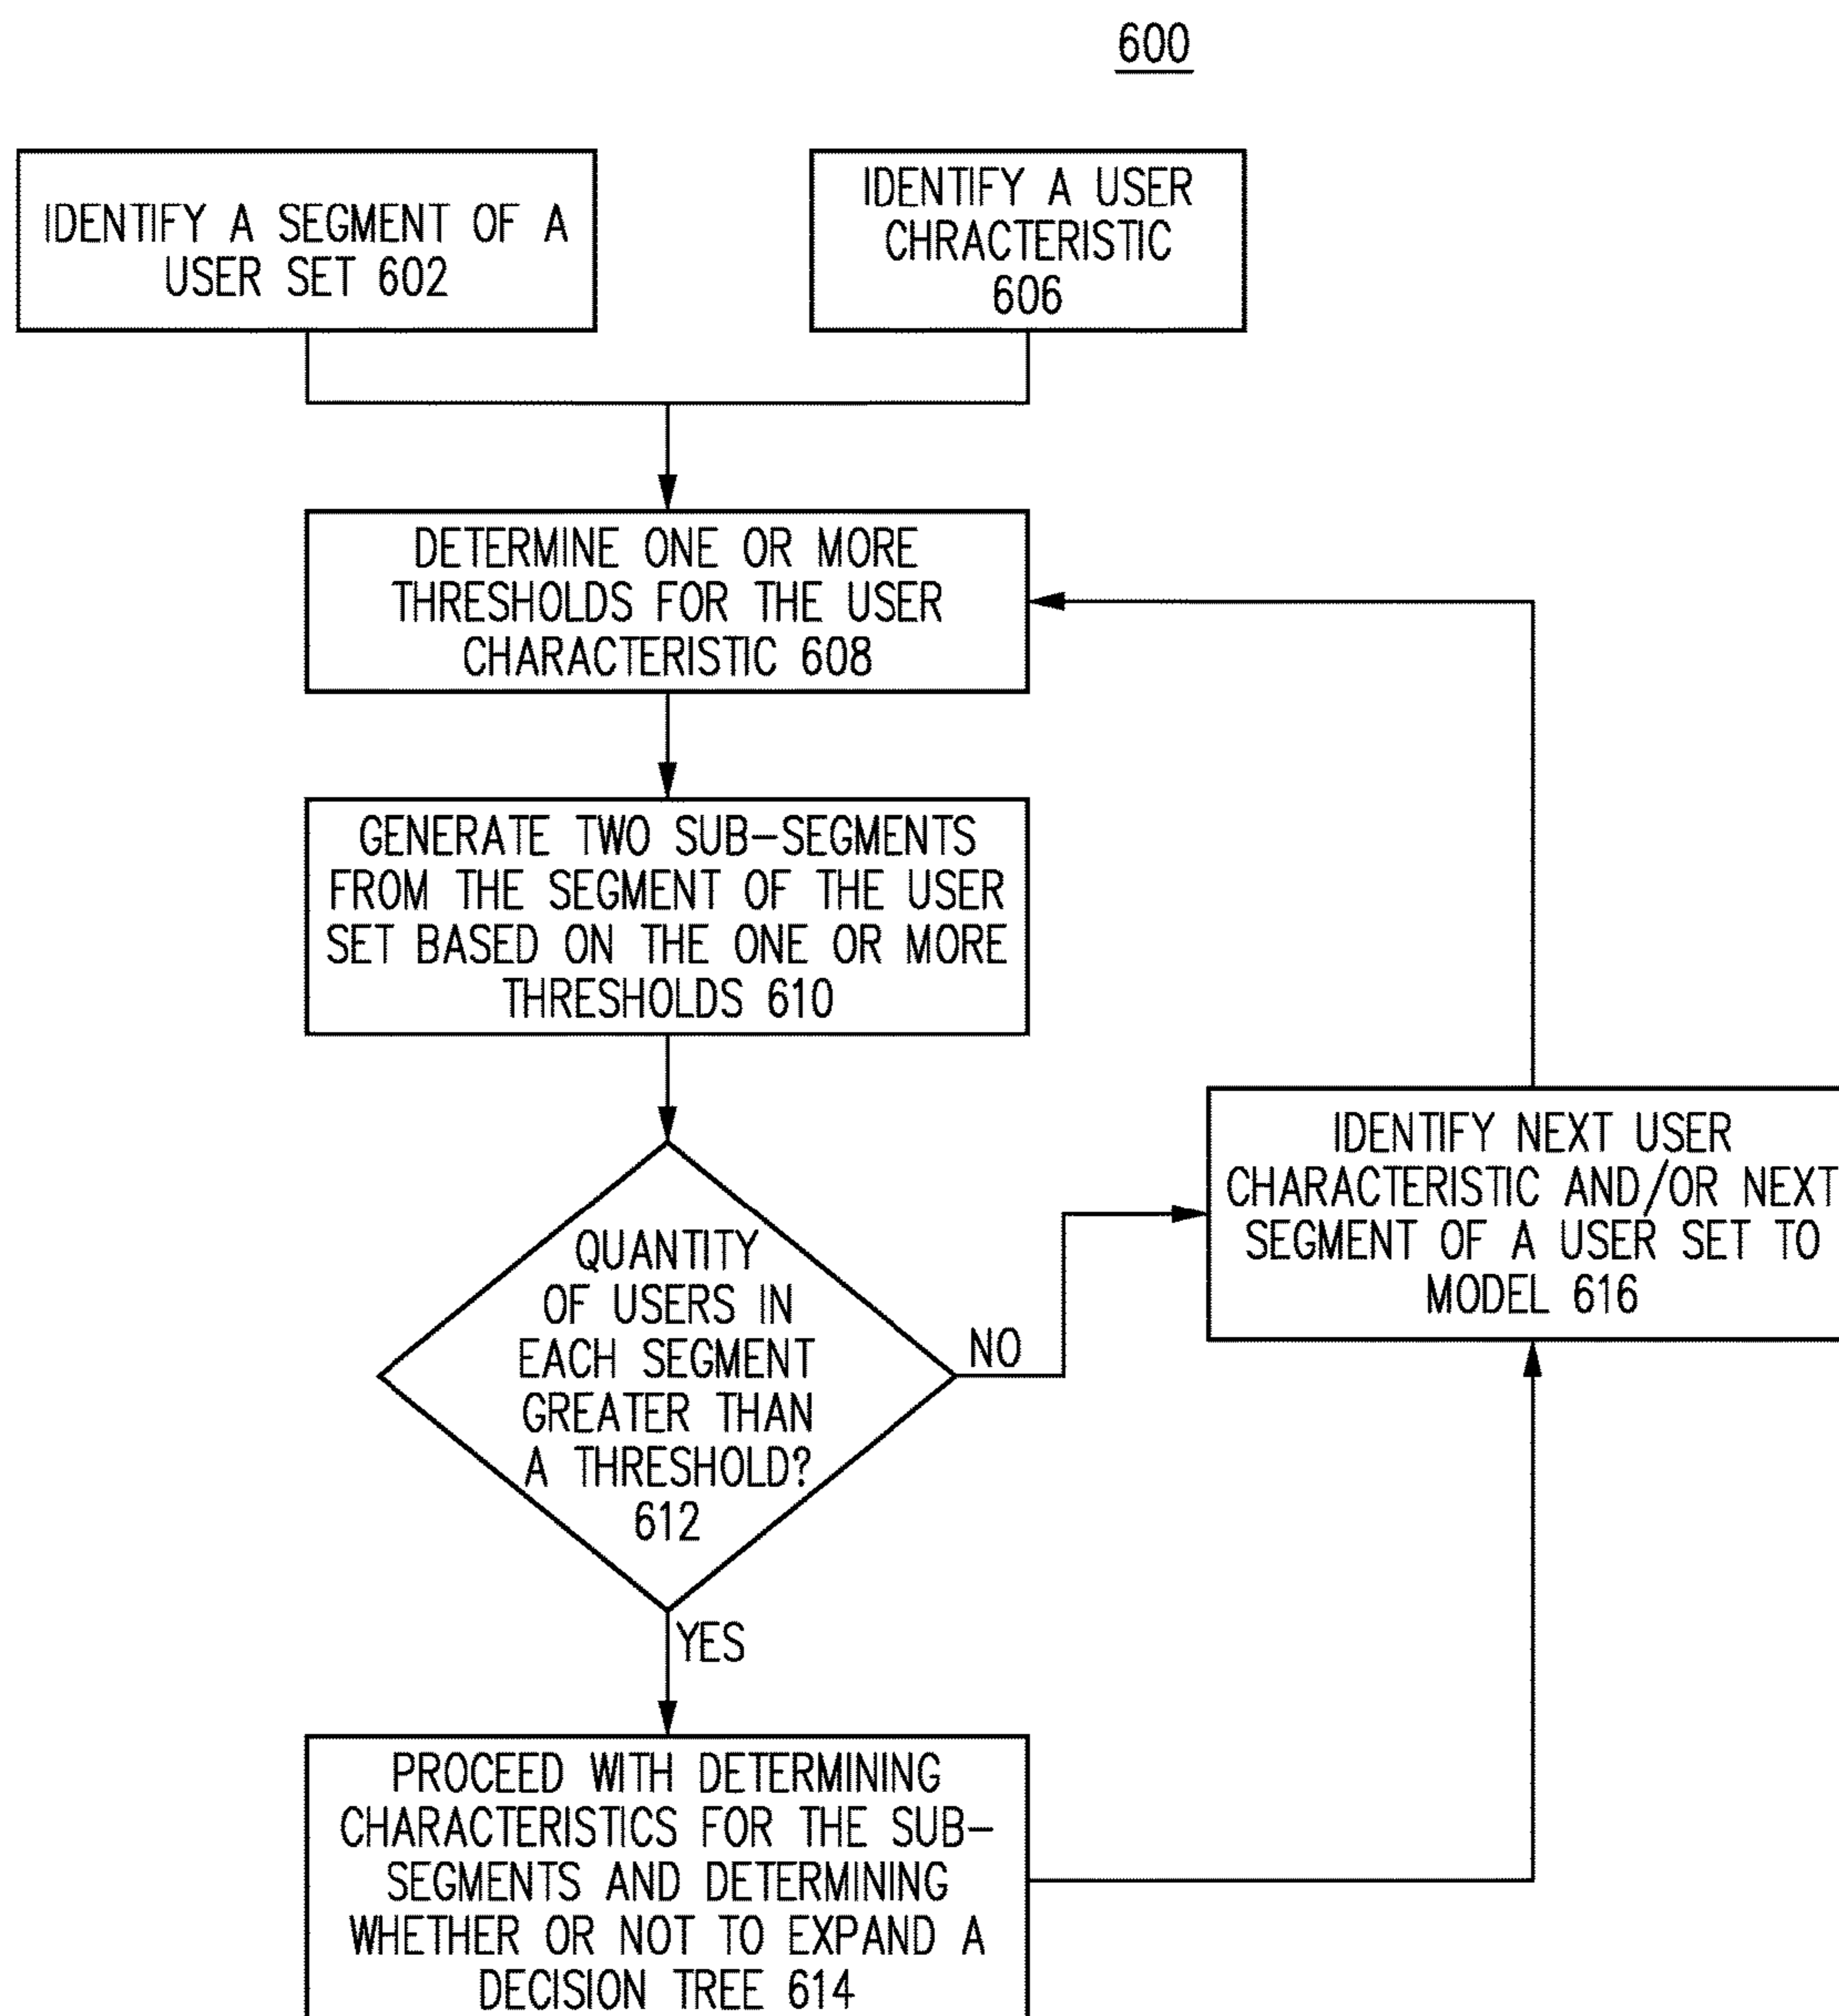 600
IDENTIFY A SEGMENT OF A
USER SET 602
IDENTIFY A USER
CHRACTERISTIC
606
DETERMINE ONE OR MORE
THRESHOLDS FOR THE USER
CHARACTERISTIC 608
GENERATE TWO SUB-SEGMENTS
FROM THE SEGMENT OF THE USER
SET BASED ON THE ONE OR MORE
THRESHOLDS 610
QUANTITY
OF USERS IN
EACH SEGMENT
GREATER THAN
A THRESHOLD?
612
NO
IDENTIFY NEXT USER
CHARACTERISTIC AND/OR NEXT
SEGMENT OF A USER SET TO
MODEL 616
YES
PROCEED WITH DETERMINING
CHARACTERISTICS FOR THE SUB-
SEGMENTS AND DETERMINING
WHETHER OR NOT TO EXPAND A
DECISION TREE 614